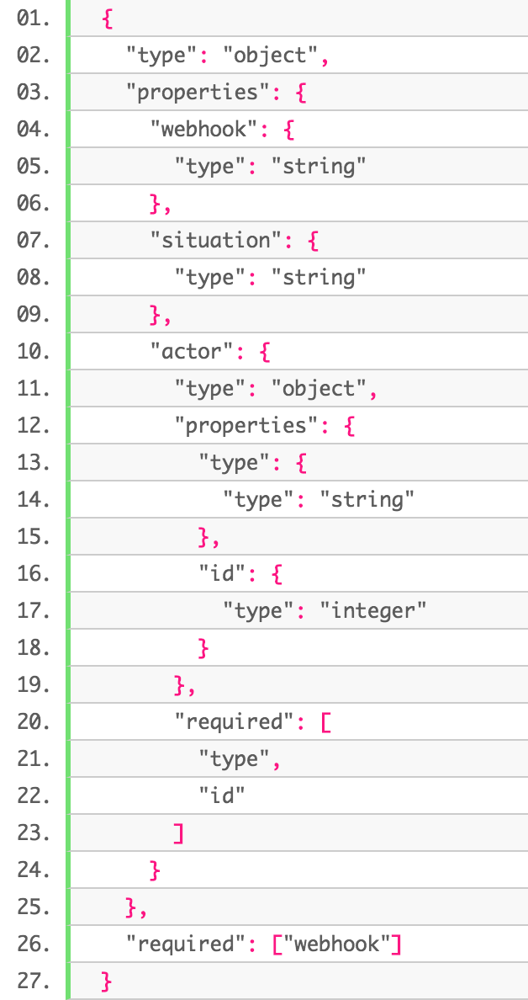 01. {
02.   "type": "object",
03.   "properties": {
04.     "webhook": {
05.       "type": "string"
06.     },
07.     "situation": {
08.       "type": "string"
09.     },
10.     "actor": {
11.       "type": "object",
12.       "properties": {
13.         "type": {
14.           "type": "string"
15.         },
16.         "id": {
17.           "type": "integer"
18.         }
19.       },
20.       "required": [
21.         "type",
22.         "id"
23.       ]
24.     }
25.   },
26.   "required": ["webhook"]
27. }